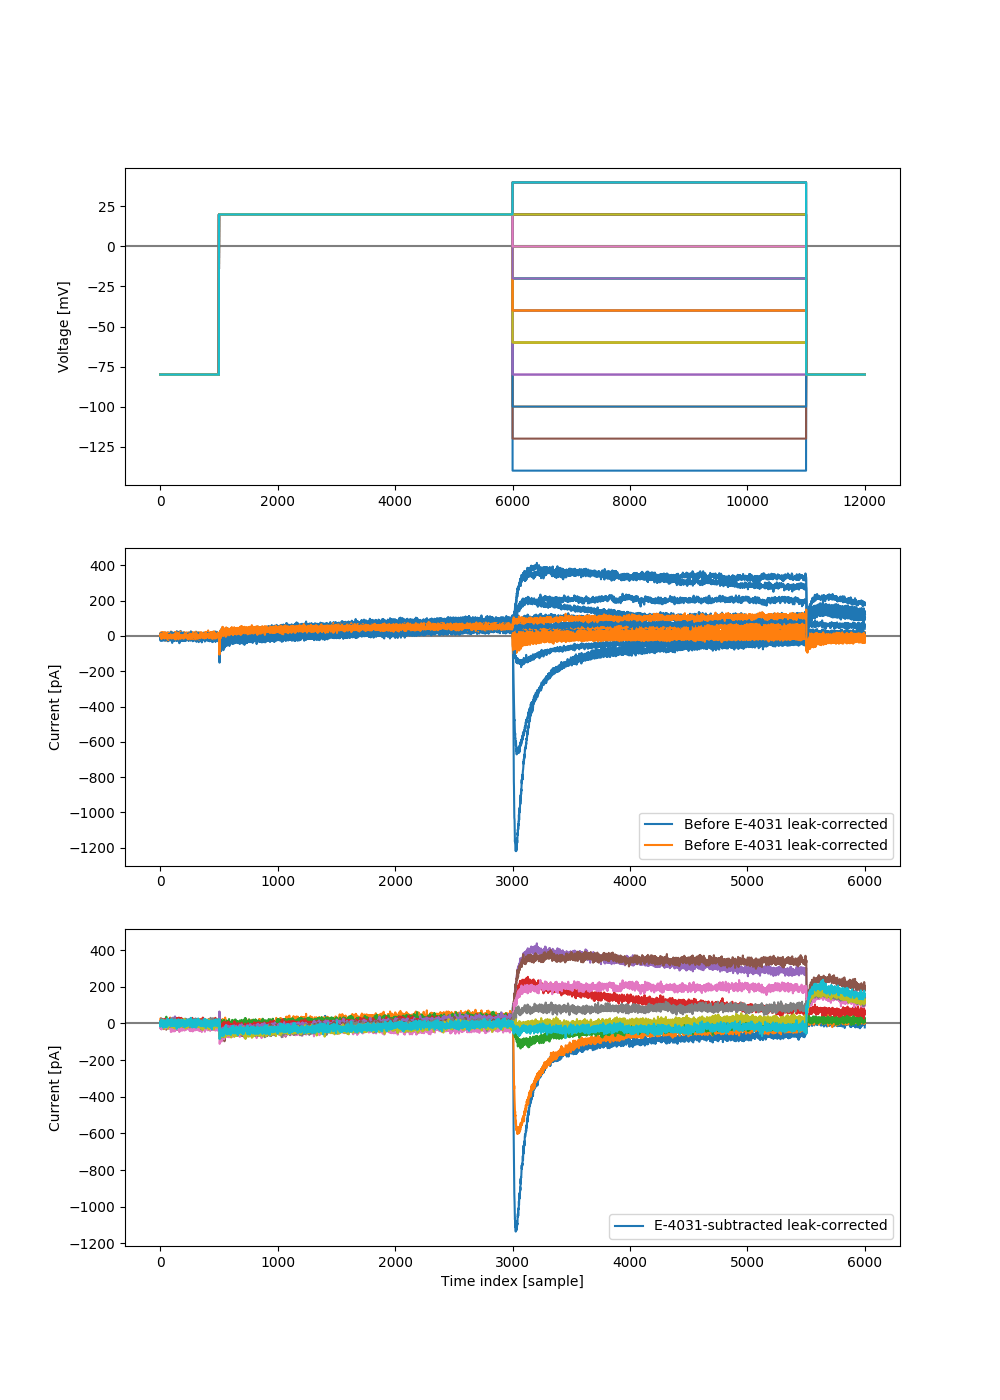 25
0
−25
−50
−75
−100
−125
Voltage [mV]
0 2000 4000 6000 8000 10000 12000
400
200
0
−200
−400
−600
−800
−1000
−1200
Current [pA]
Before E-4031 leak-corrected
Before E-4031 leak-corrected
0 1000 2000 3000 4000 5000 6000
400
200
0
−200
−400
−600
−800
−1000
−1200
Current [pA]
E-4031-subtracted leak-corrected
0 1000 2000 3000 4000 5000 6000
Time index [sample]